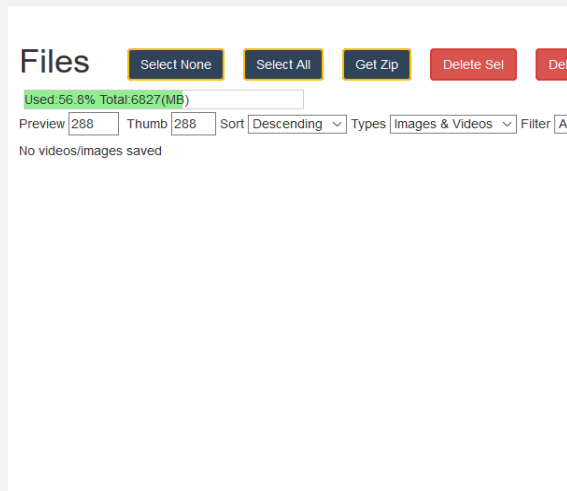 Files Select None Select All Get Zip Delete Sel
Used:56.8% Total:6827(MB)
Preview 288 Thumb 288 Sort Descending Types Images & Videos Filter
No videos/images saved